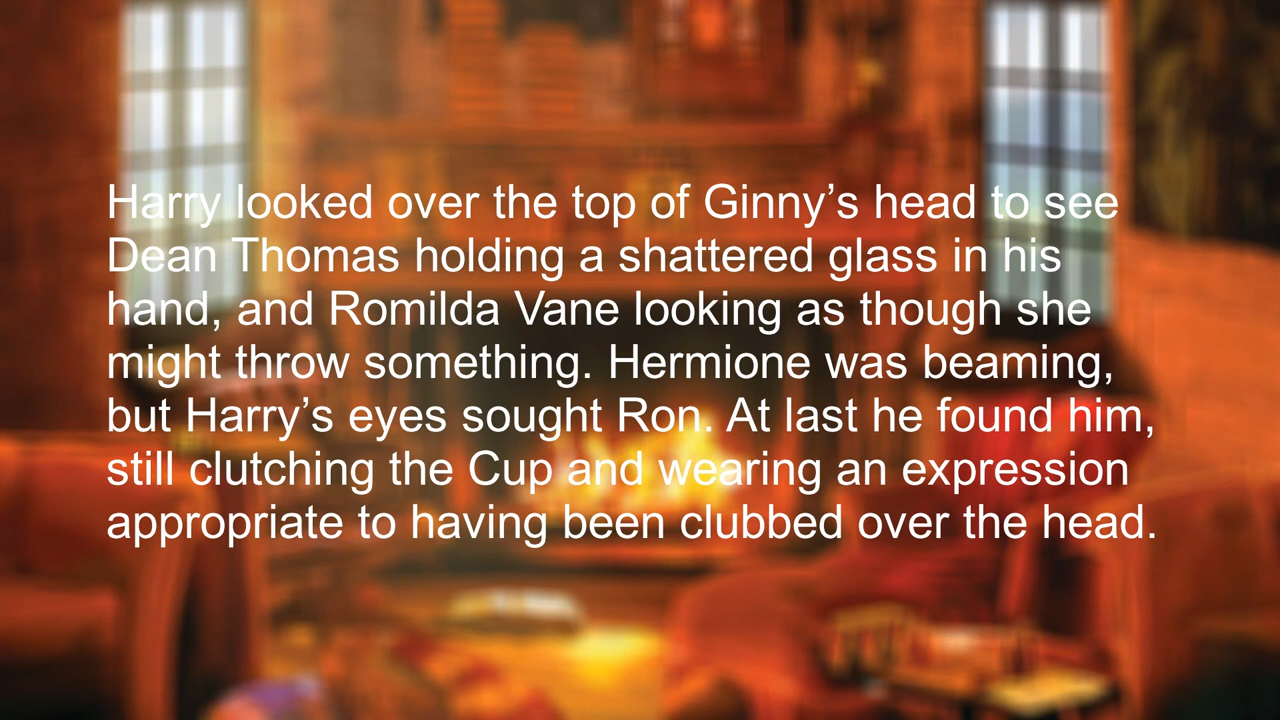 Harry looked over the top of Ginny’s head to see
Dean Thomas holding a shattered glass in his
hand, and Romilda Vane looking as though she
might throw something. Hermione was beaming,
but Harry’s eyes sought Ron. At last he found him,
still clutching the Cup and wearing an expression
appropriate to having been clubbed over the head.